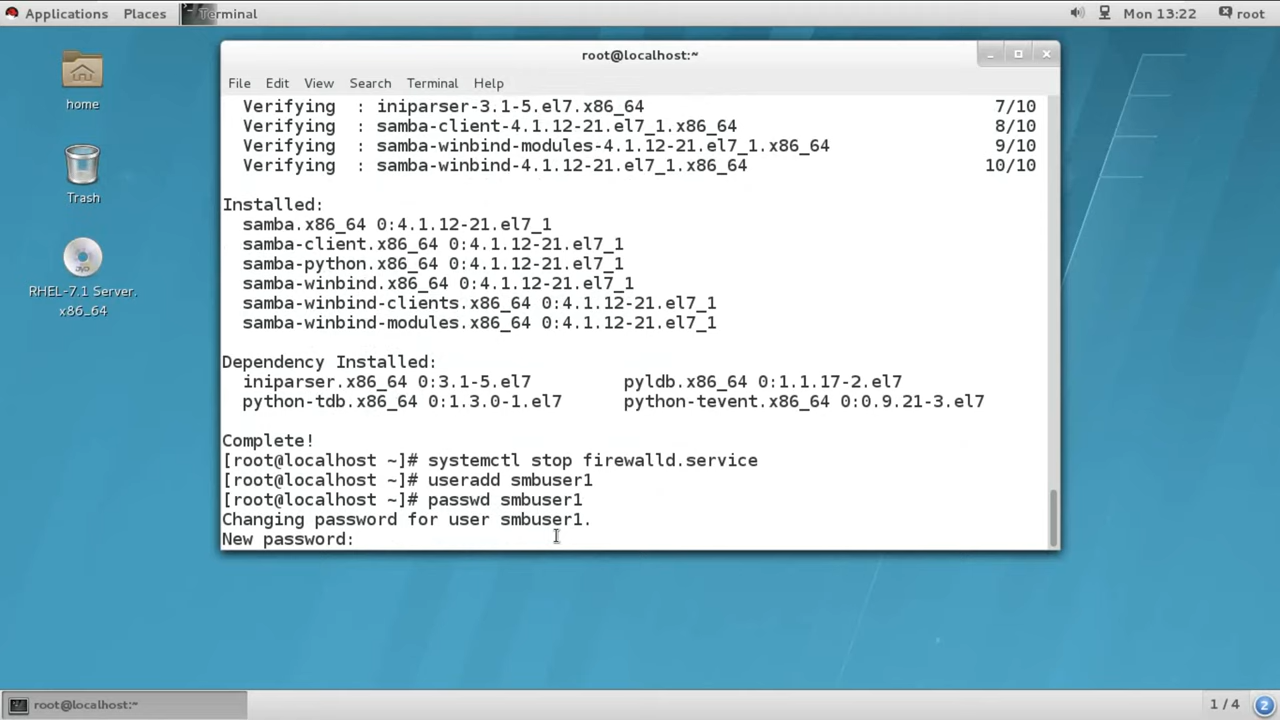 Applications Places Terminal Mon 13:22 root
home
Trash
RHEL-7.1 Server.
x86_64
root@localhost:~
File Edit View Search Terminal Help
Verifying : iniparser-3.1-5.el7.x86_64 7/10
Verifying : samba-client-4.1.12-21.el7_1.x86_64 8/10
Verifying : samba-winbind-modules-4.1.12-21.el7_1.x86_64 9/10
Verifying : samba-winbind-4.1.12-21.el7_1.x86_64 10/10
Installed:
samba.x86_64 0:4.1.12-21.el7_1
samba-client.x86_64 0:4.1.12-21.el7_1
samba-python.x86_64 0:4.1.12-21.el7_1
samba-winbind.x86_64 0:4.1.12-21.el7_1
samba-winbind-clients.x86_64 0:4.1.12-21.el7_1
samba-winbind-modules.x86_64 0:4.1.12-21.el7_1
Dependency Installed:
iniparser.x86_64 0:3.1-5.el7 pyldb.x86_64 0:1.1.17-2.el7
python-tdb.x86_64 0:1.3.0-1.el7 python-tevent.x86_64 0:0.9.21-3.el7
Complete!
[root@localhost ~]# systemctl stop firewalld.service
[root@localhost ~]# useradd smbuser1
[root@localhost ~]# passwd smbuser1
Changing password for user smbuser1.
New password:
root@localhost:~ 1 / 4 2